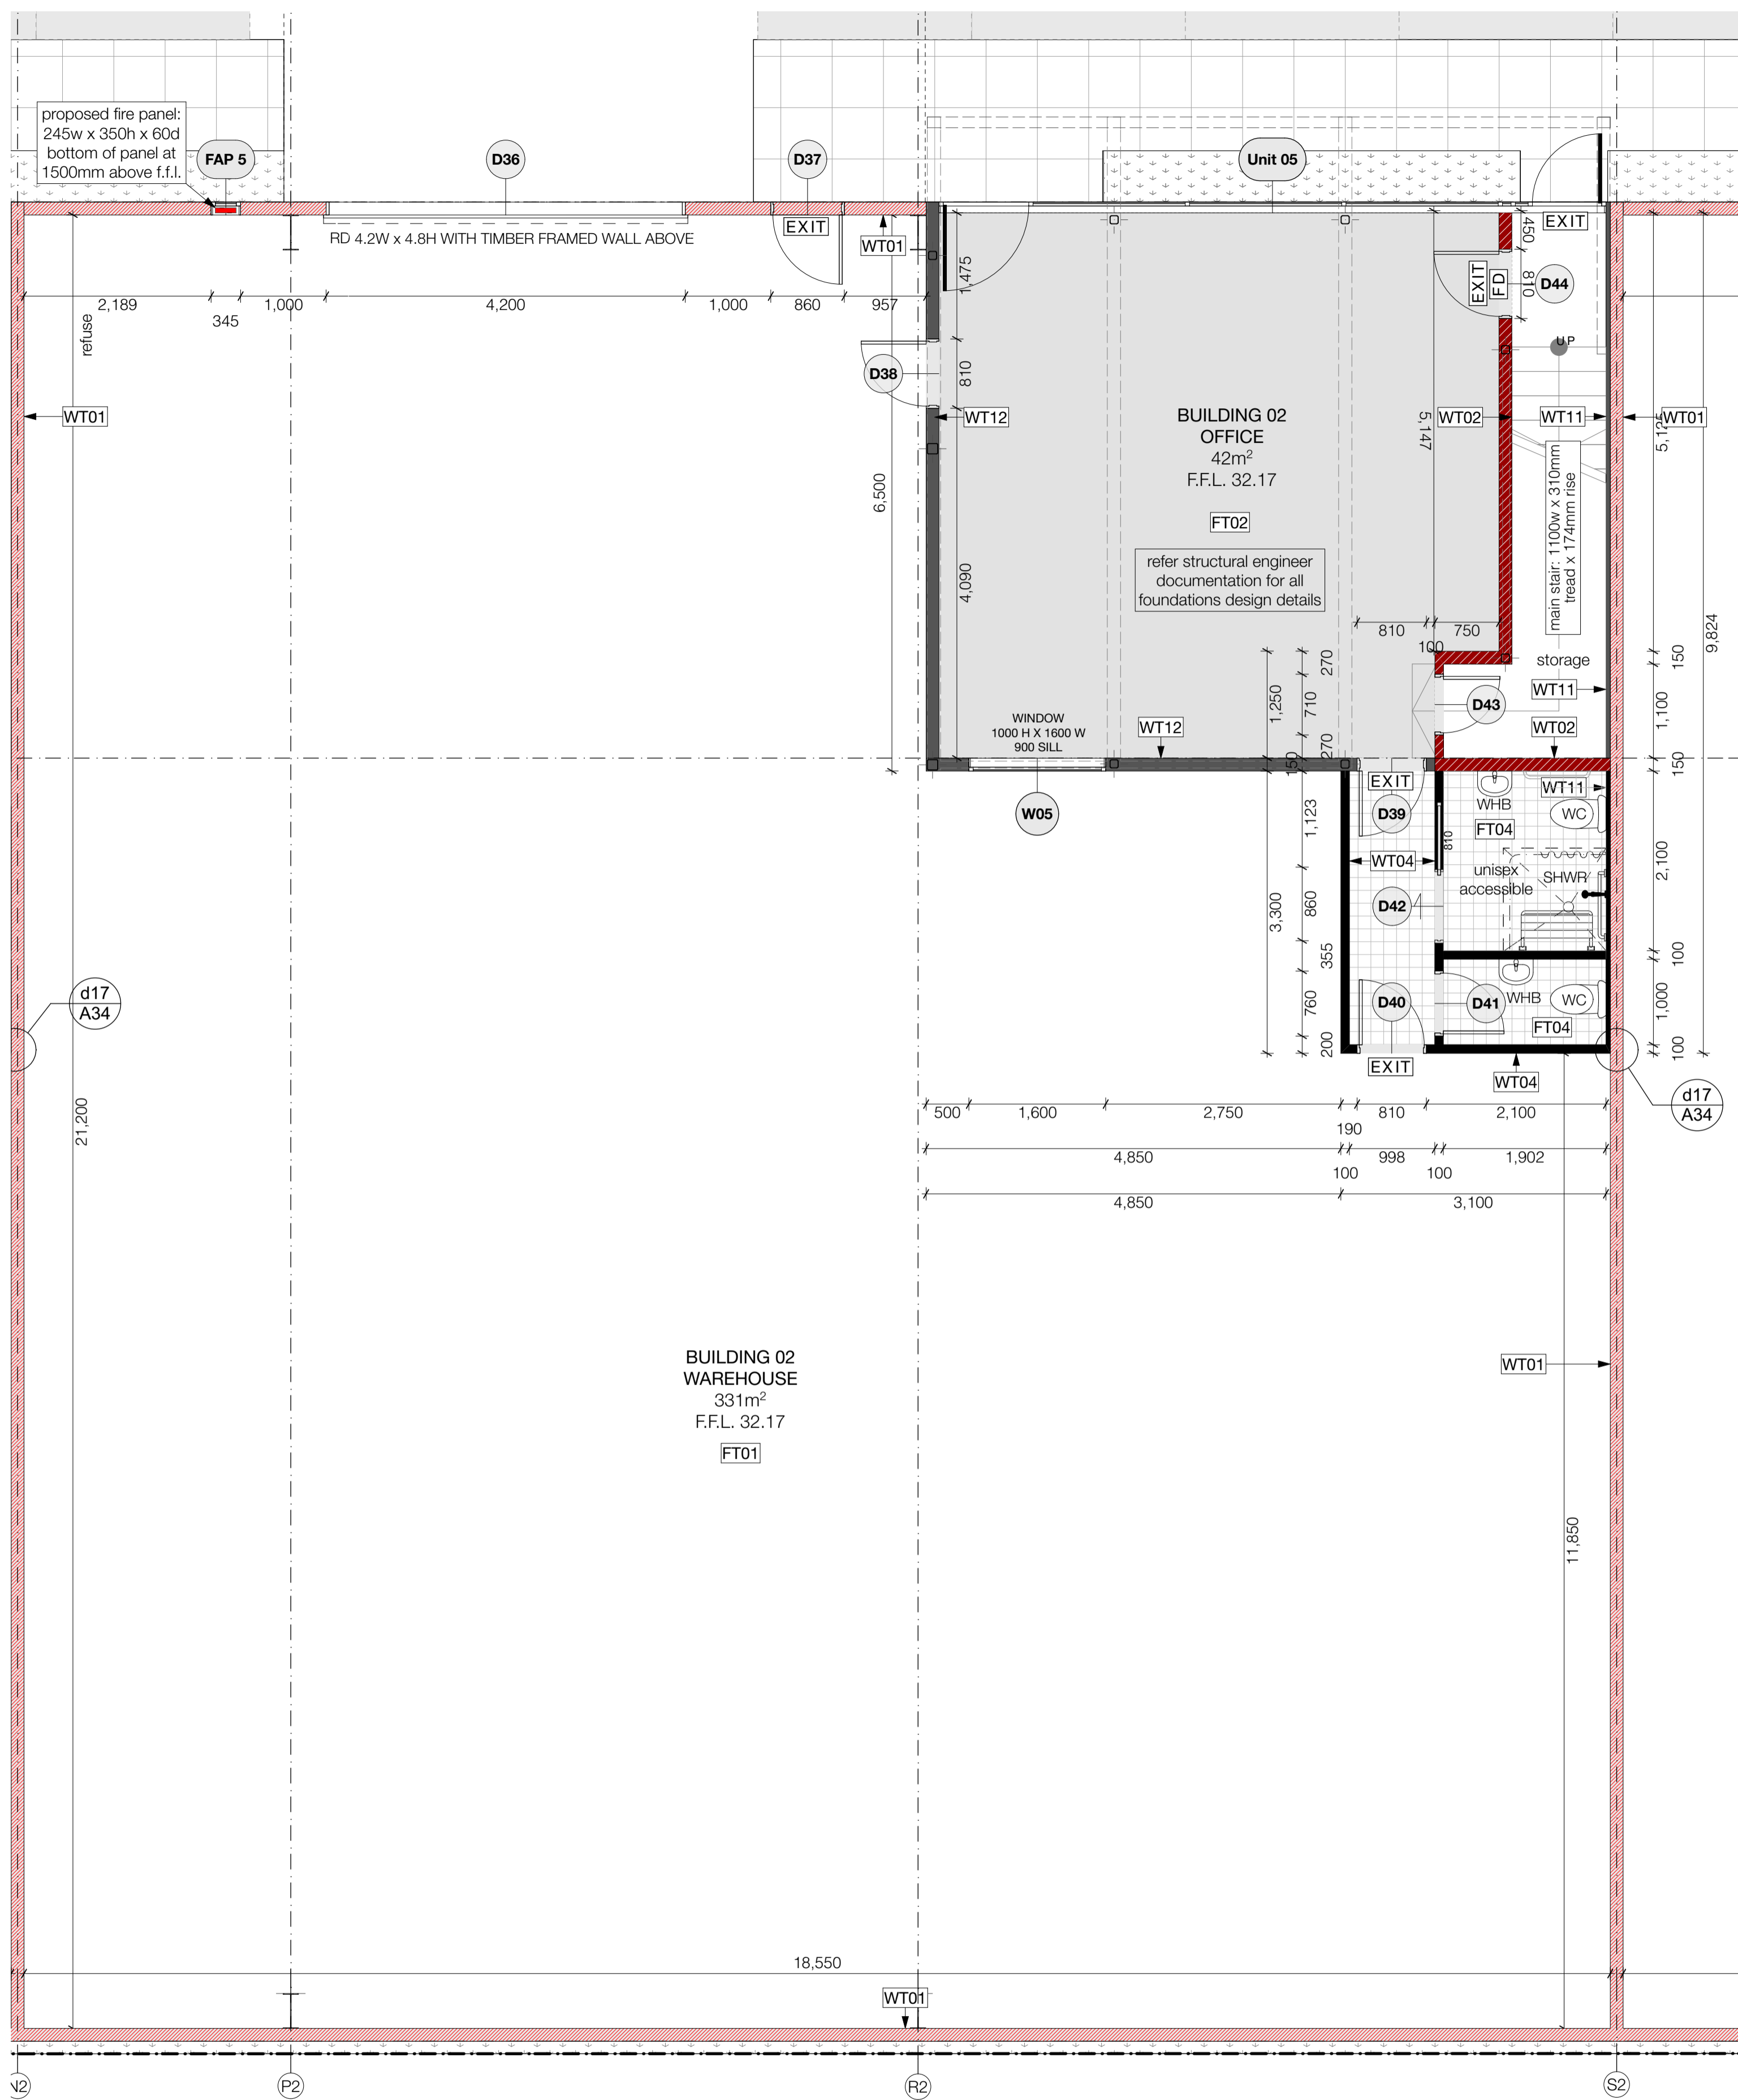 proposed fire panel:
245w x 350h x 60d
bottom of panel at
1500mm above f.f.l.
FAP 5
D36
D37
Unit 05
EXIT
EXIT
RD 4.2W x 4.8H WITH TIMBER FRAMED WALL ABOVE
WT01
2,189
345
1,000
4,200
1,000
860
957
refuse
1,475
450
810
EXIT
FD
D44
UP
D38
810
WT01
WT12
BUILDING 02
OFFICE
42m²
F.F.L. 32.17
FT02
5,147
WT02
WT11
WT01
5,125
6,500
4,090
refer structural engineer
documentation for all
foundations design details
main stair: 1100w x 310mm
tread x 174mm rise
9,824
810
750
100
270
storage
150
WT11
1,250
710
D43
1,100
WINDOW
1000 H X 1600 W
900 SILL
WT12
WT02
270
150
150
EXIT
WT11
W05
D39
WHB
WC
1,123
FT04
810
WT04
unisex
accessible
SHWR
2,100
3,300
860
D42
355
100
d17
A34
D40
D41
WHB
WC
760
1,000
FT04
200
100
EXIT
WT04
d17
A34
21,200
500
1,600
2,750
190
810
2,100
4,850
100
998
100
1,902
4,850
3,100
BUILDING 02
WAREHOUSE
331m²
F.F.L. 32.17
FT01
WT01
11,850
18,550
WT01
P2
R2
S2